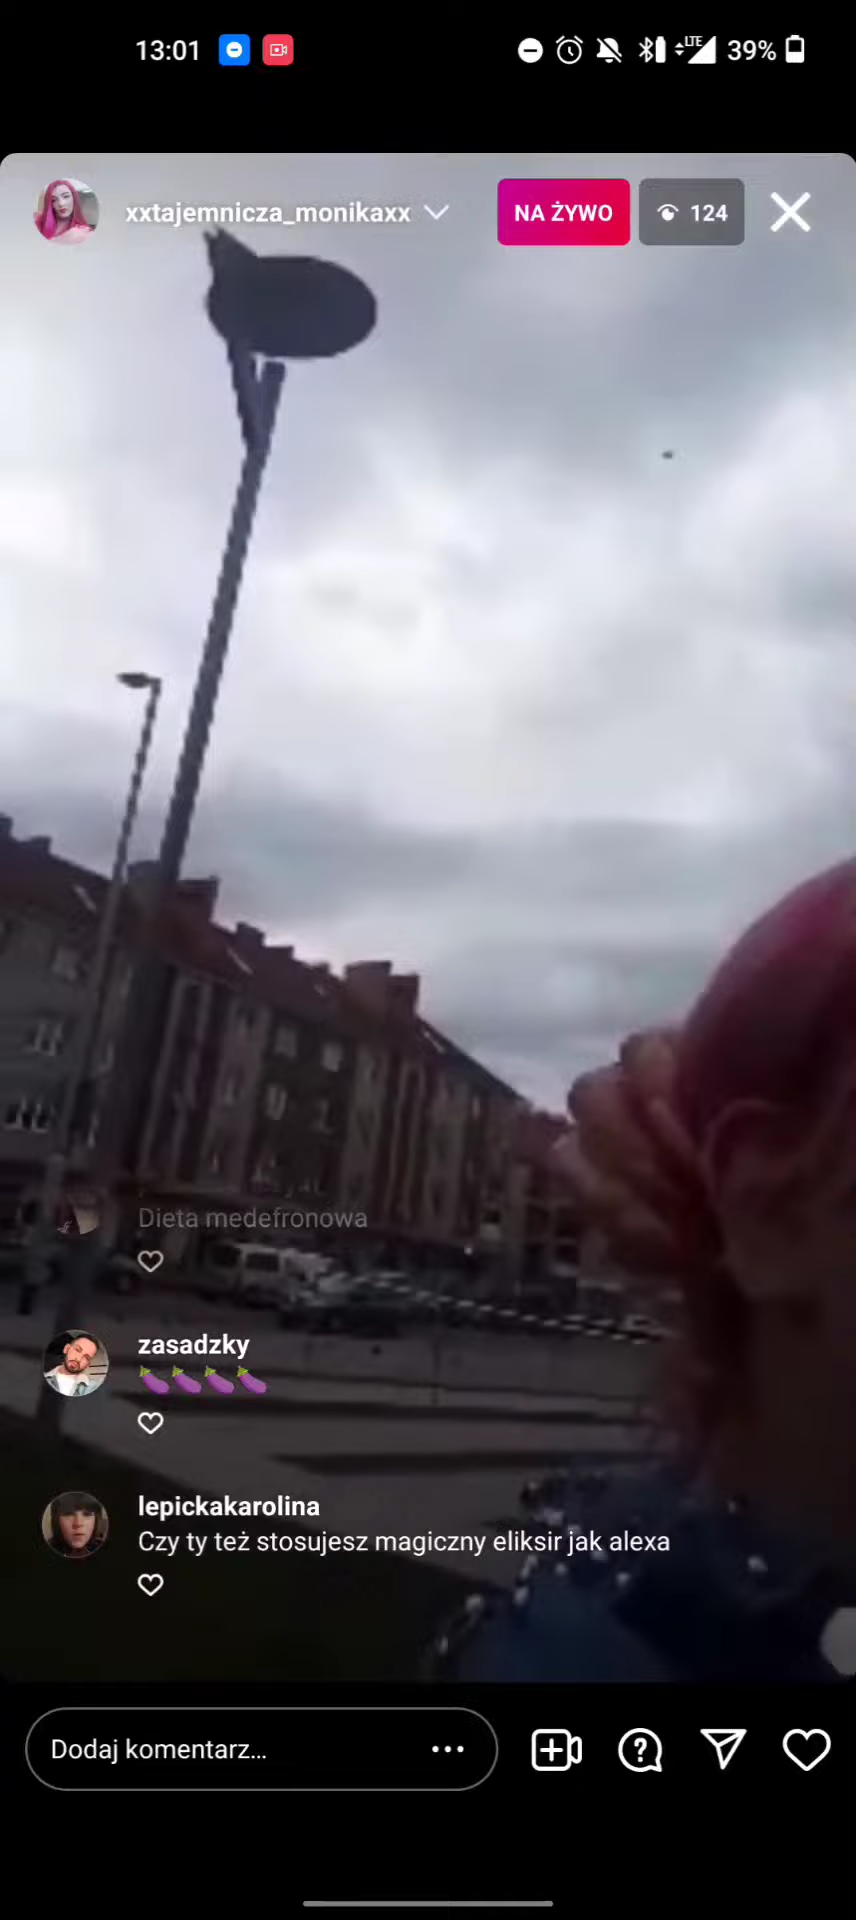 13:01
LTE
39%
xxtajemnicza_monikaxx
NA ŻYWO
124
Dieta medefronowa
zasadzky
🍆🍆🍆🍆
lepickakarolina
Czy ty też stosujesz magiczny eliksir jak alexa
Dodaj komentarz...